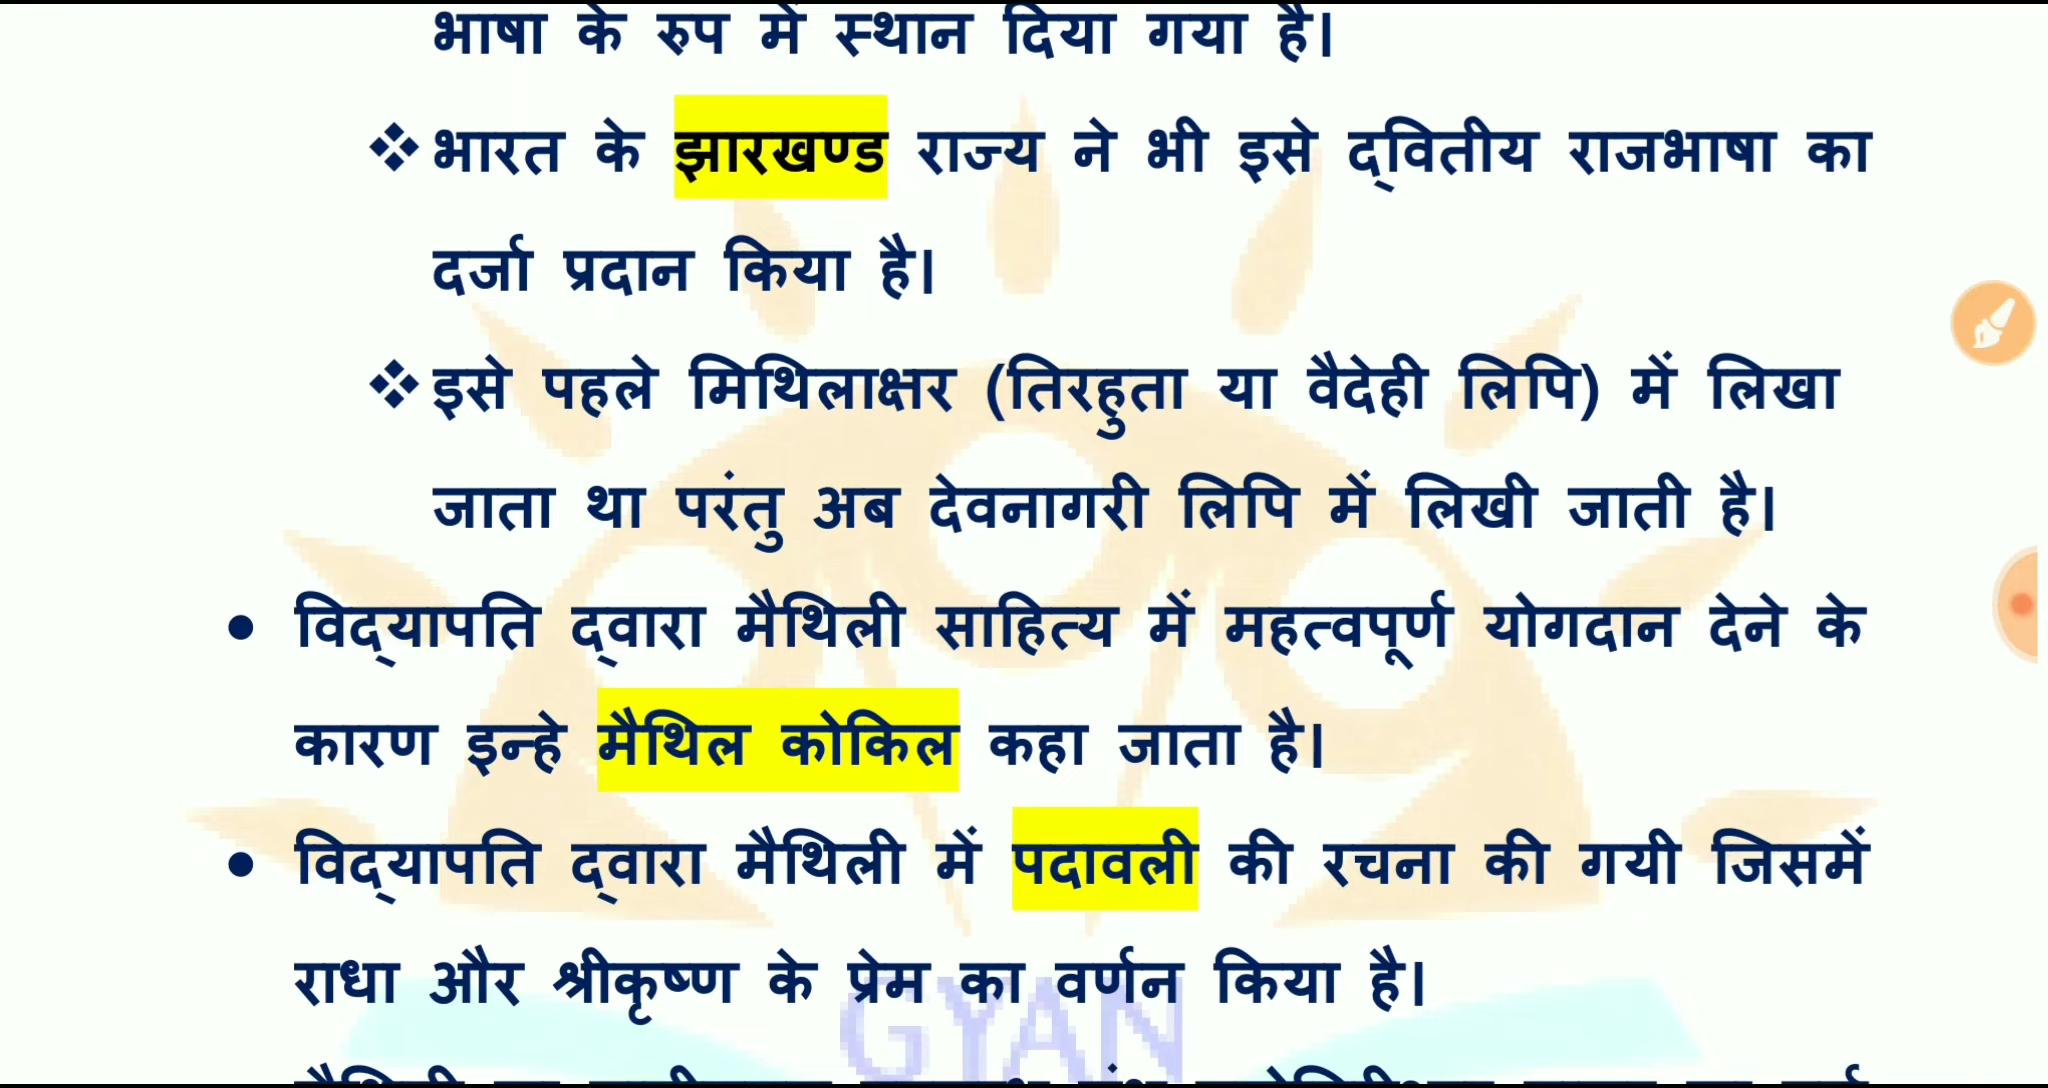 भाषा के रुप में स्थान दिया गया है।
❖ भारत के झारखण्ड राज्य ने भी इसे द्वितीय राजभाषा का
दर्जा प्रदान किया है।
❖ इसे पहले मिथिलाक्षर (तिरहुता या वैदेही लिपि) में लिखा
जाता था परंतु अब देवनागरी लिपि में लिखी जाती है।
• विद्यापति द्वारा मैथिली साहित्य में महत्वपूर्ण योगदान देने के
कारण इन्हे मैथिल कोकिल कहा जाता है।
• विद्यापति द्वारा मैथिली में पदावली की रचना की गयी जिसमें
राधा और श्रीकृष्ण के प्रेम का वर्णन किया है।
GYAN